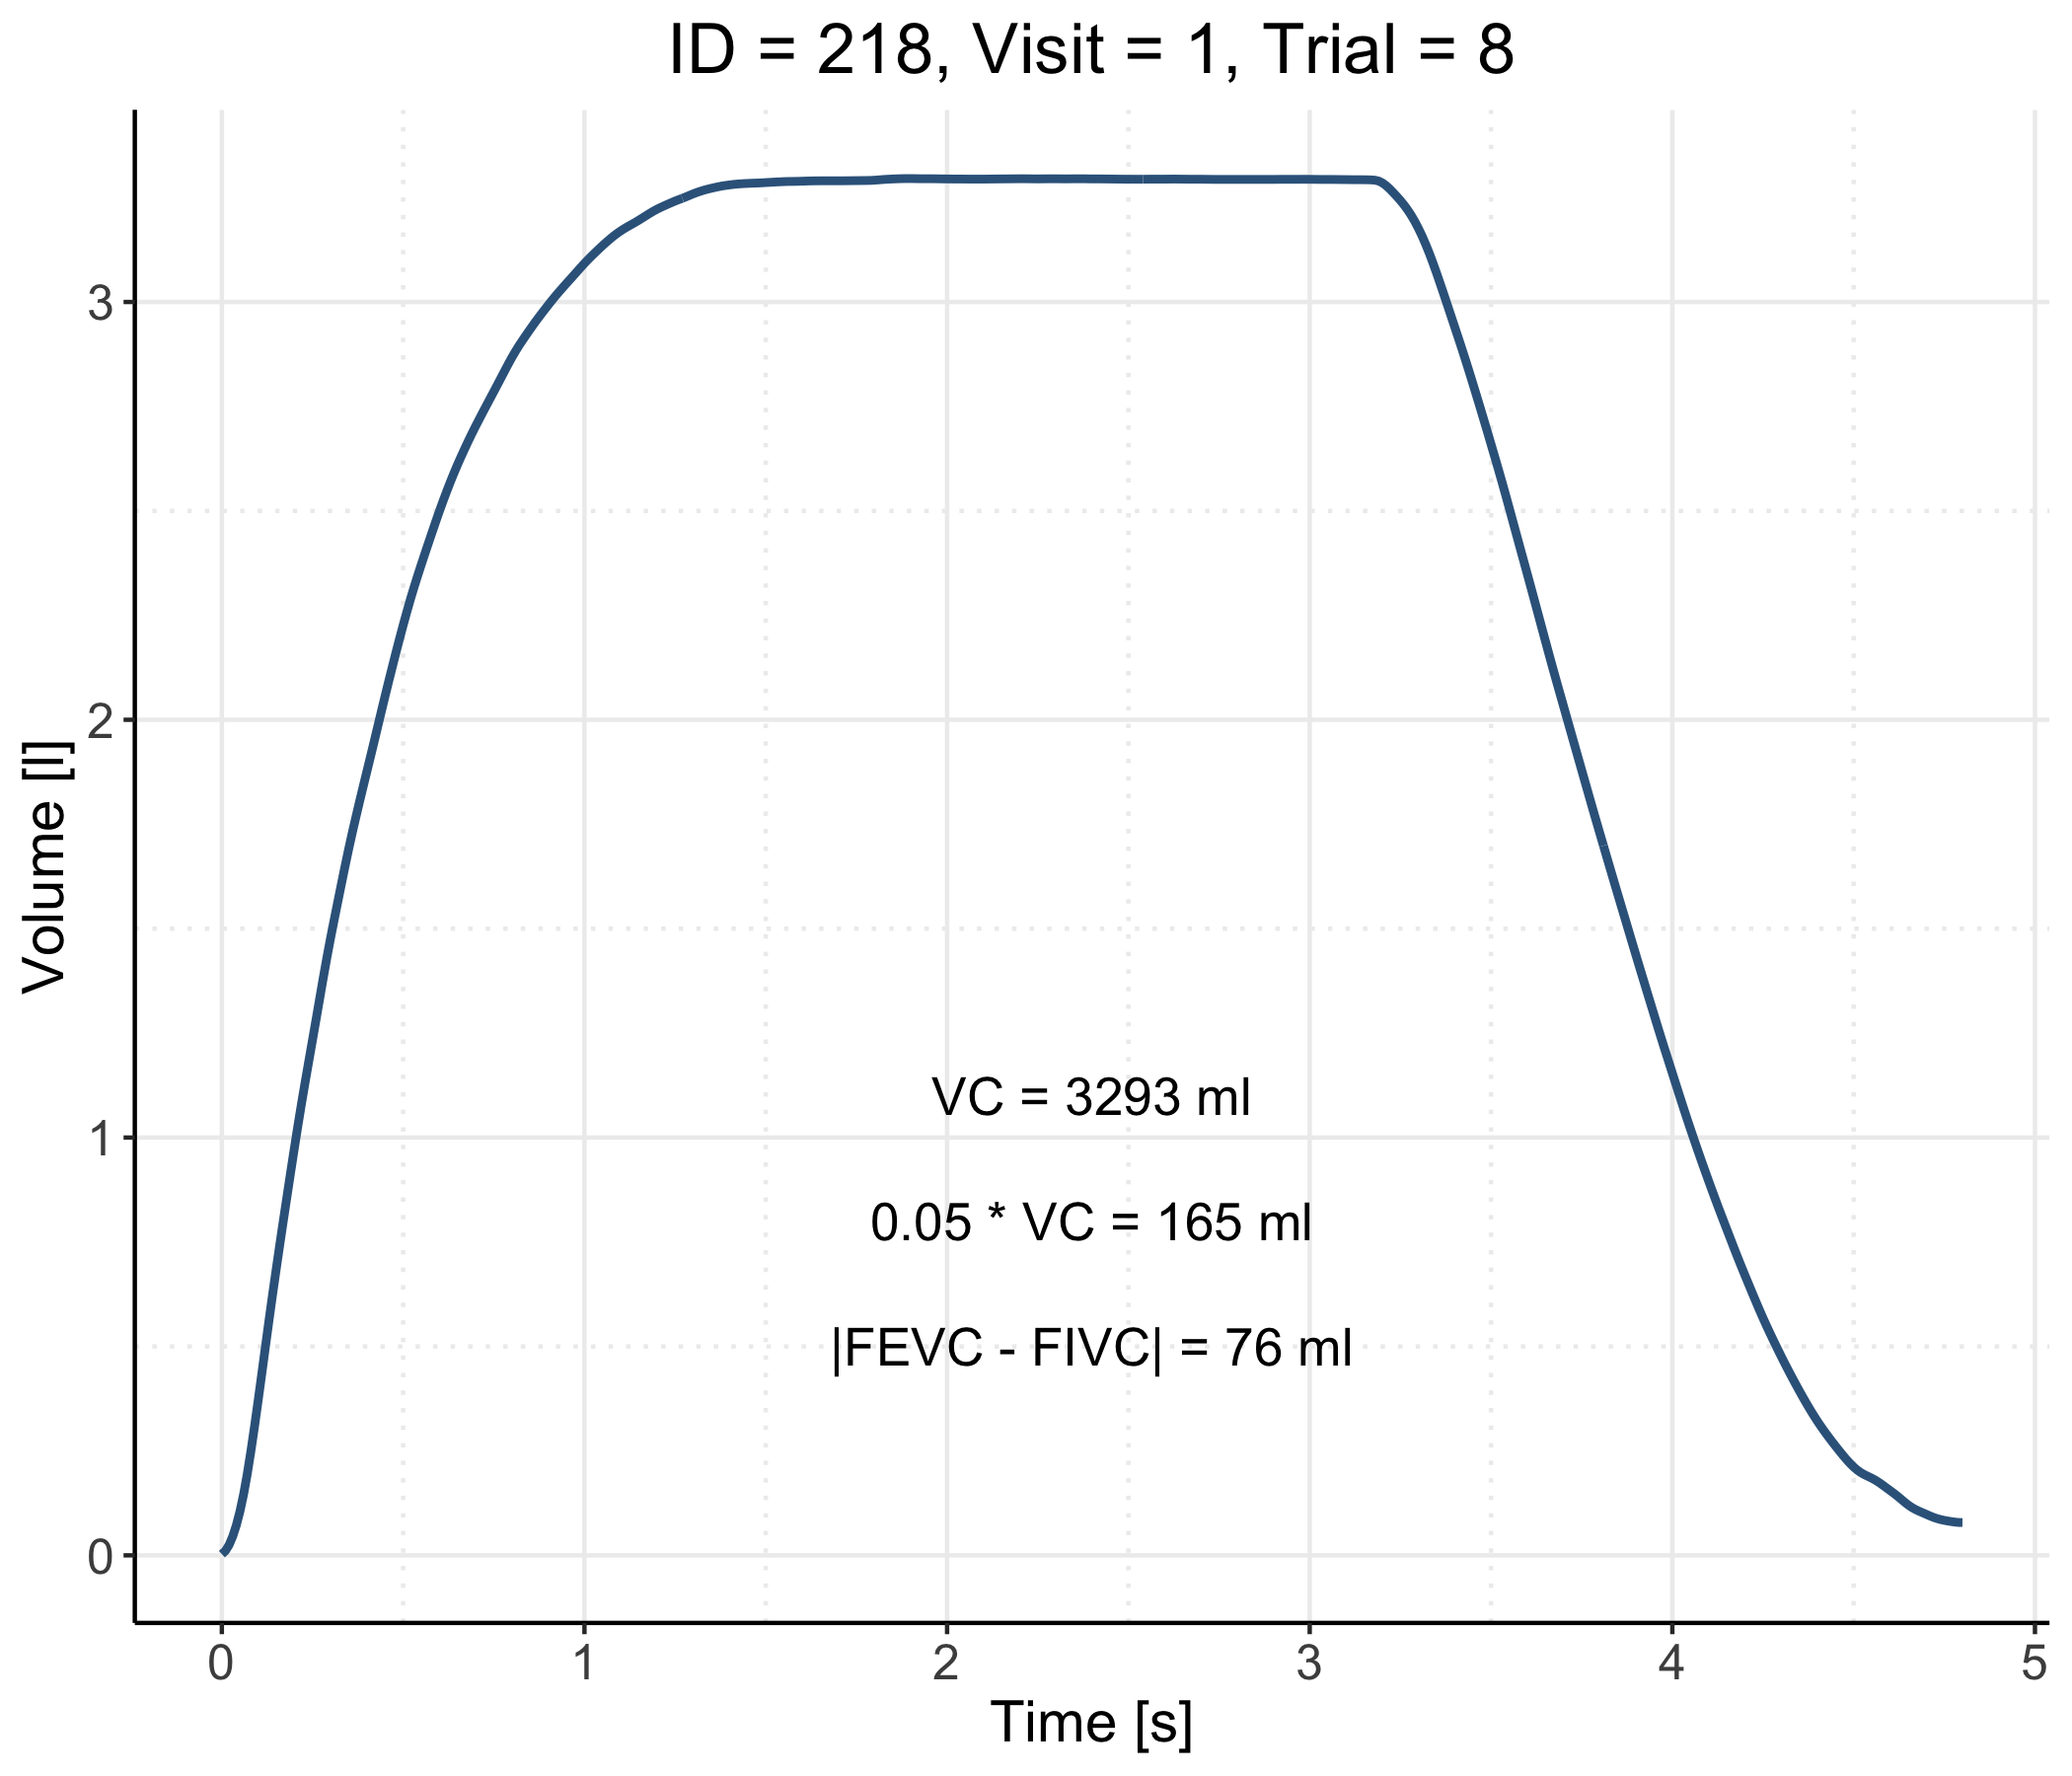 ID = 218, Visit = 1, Trial = 8
Volume [l]
3
2
1
0
VC = 3293 ml
0.05 * VC = 165 ml
|FEVC - FIVC| = 76 ml
0 1 2 3 4 5
Time [s]